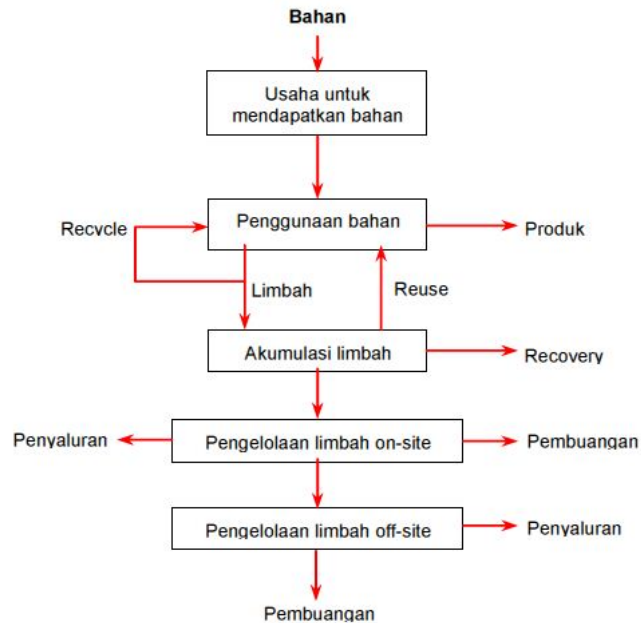 Bahan
Usaha untuk
mendapatkan bahan
Recycle
Penggunaan bahan
Produk
Limbah
Reuse
Akumulasi limbah
Recovery
Penyaluran
Pengelolaan limbah on-site
Pembuangan
Pengelolaan limbah off-site
Penyaluran
Pembuangan